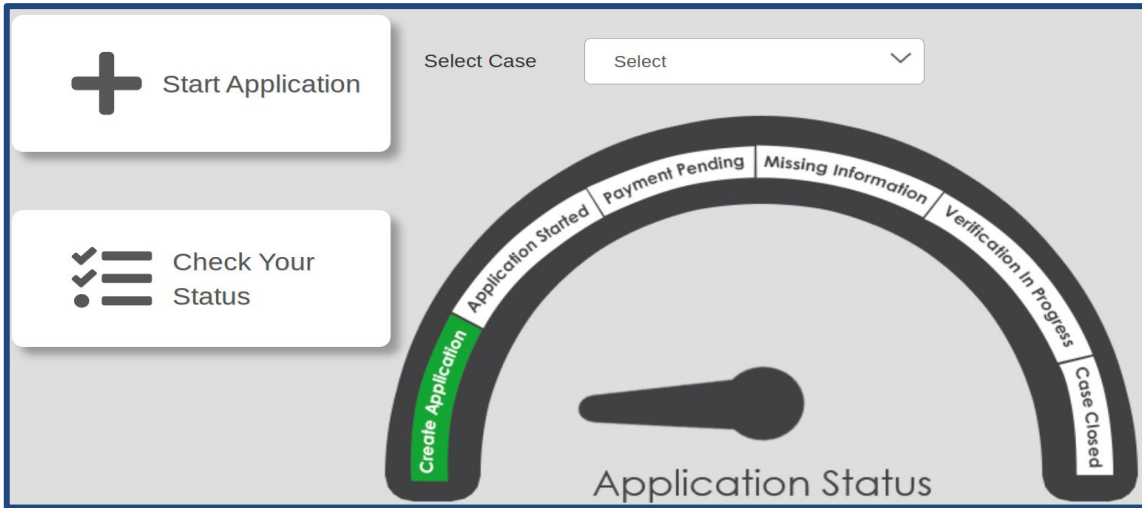 Start Application
Select Case
Select
Check Your
Status
Create Application
Application Started
Payment Pending
Missing Information
Verification In Progress
Case Closed
Application Status